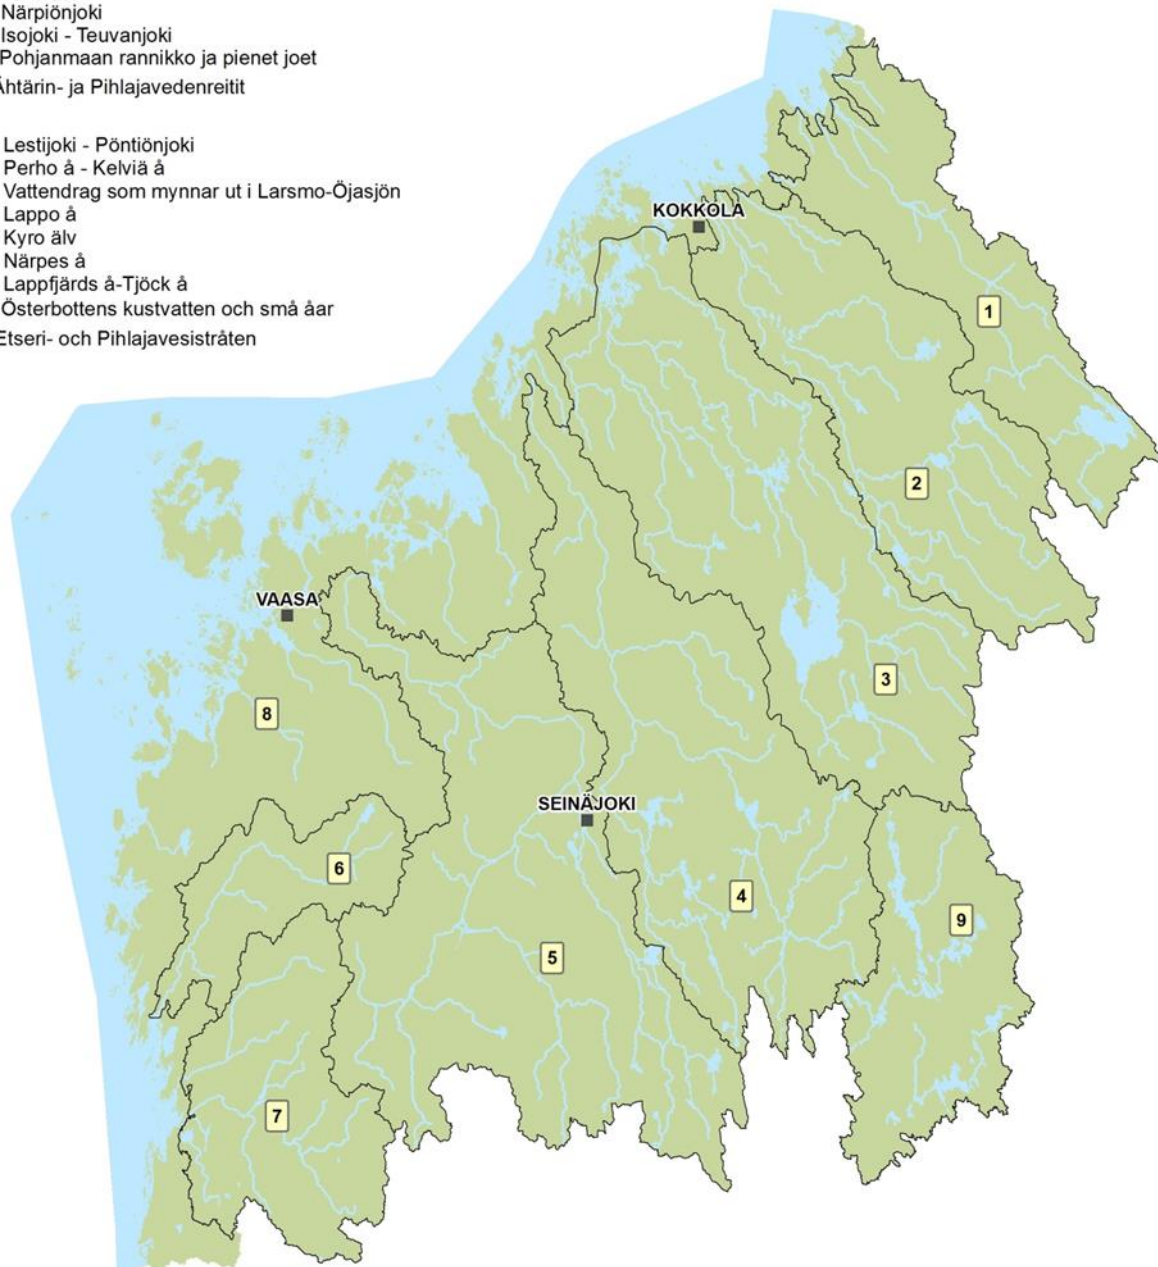 Närpiönjoki
Isojoki - Teuvanjoki
Pohjanmaan rannikko ja pienet joet
Ähtärin- ja Pihlajavedenreitit
Lestijoki - Pöntiönjoki
Perho å - Kelviä å
Vattendrag som mynnar ut i Larsmo-Öjasjön
Lappo å
Kyro älv
Närpes å
Lappfjärds å-Tjöck å
Österbottens kustvatten och små åar
Etseri- och Pihlajavesistråten
KOKKOLA
1
2
VAASA
3
8
SEINÄJOKI
6
4
9
5
7